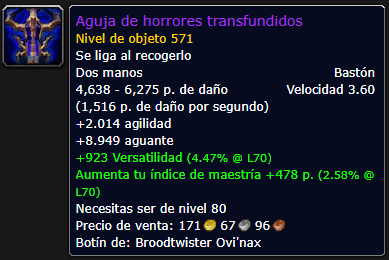 Aguja de horrores transfundidos
Nivel de objeto 571
Se liga al recogerlo
Dos manos Bastón
4,638 - 6,275 p. de daño Velocidad 3.60
(1,516 p. de daño por segundo)
+2.014 agilidad
+8.949 aguante
+923 Versatilidad (4.47% @ L70)
Aumenta tu índice de maestría +478 p. (2.58% @
L70)
Necesitas ser de nivel 80
Precio de venta: 171 67 96
Botín de: Broodtwister Ovi'nax